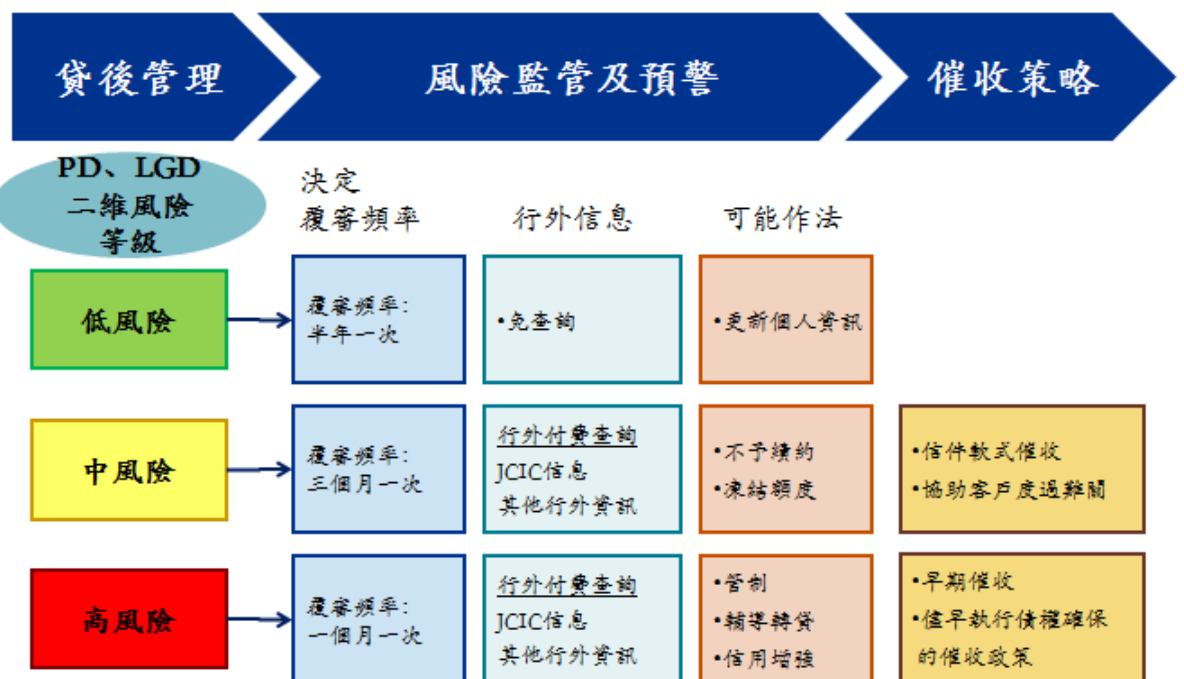 貸後管理
風險監管及預警
催收策略
PD、LGD
二維風險
等級
決定
覆審頻率
行外信息
可能作法
低風險
覆審頻率:
半年一次
•免查詢
•更新個人資訊
中風險
覆審頻率:
三個月一次
行外付費查詢
JCIC信息
其他行外資訊
•不予續約
•凍結額度
•信件軟式催收
•協助客戶度過難關
高風險
覆審頻率:
一個月一次
行外付費查詢
JCIC信息
其他行外資訊
•管制
•輔導轉貸
•信用增強
•早期催收
•儘早執行債權確保
的催收政策